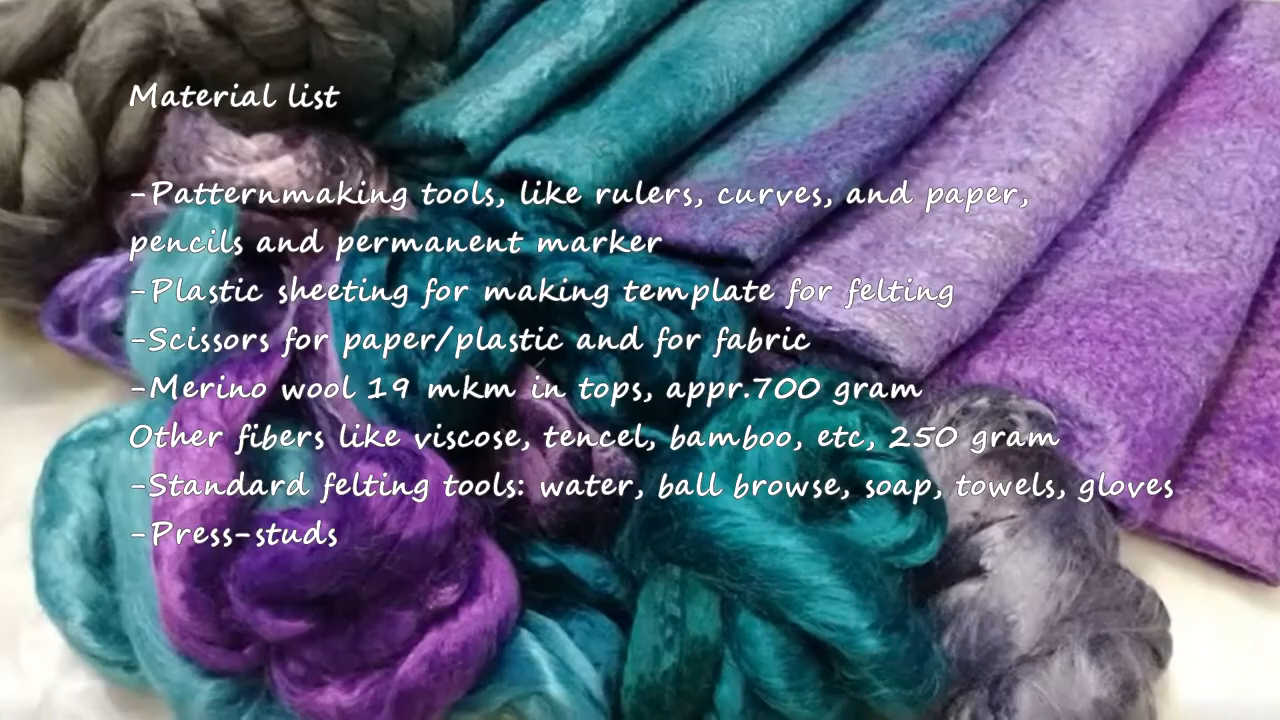 Material list
-Patternmaking tools, like rulers, curves, and paper,
pencils and permanent marker
-Plastic sheeting for making template for felting
-Scissors for paper/plastic and for fabric
-Merino wool 19 mkm in tops, appr.700 gram
Other fibers like viscose, tencel, bamboo, etc, 250 gram
-Standard felting tools: water, ball browse, soap, towels, gloves
-Press-studs